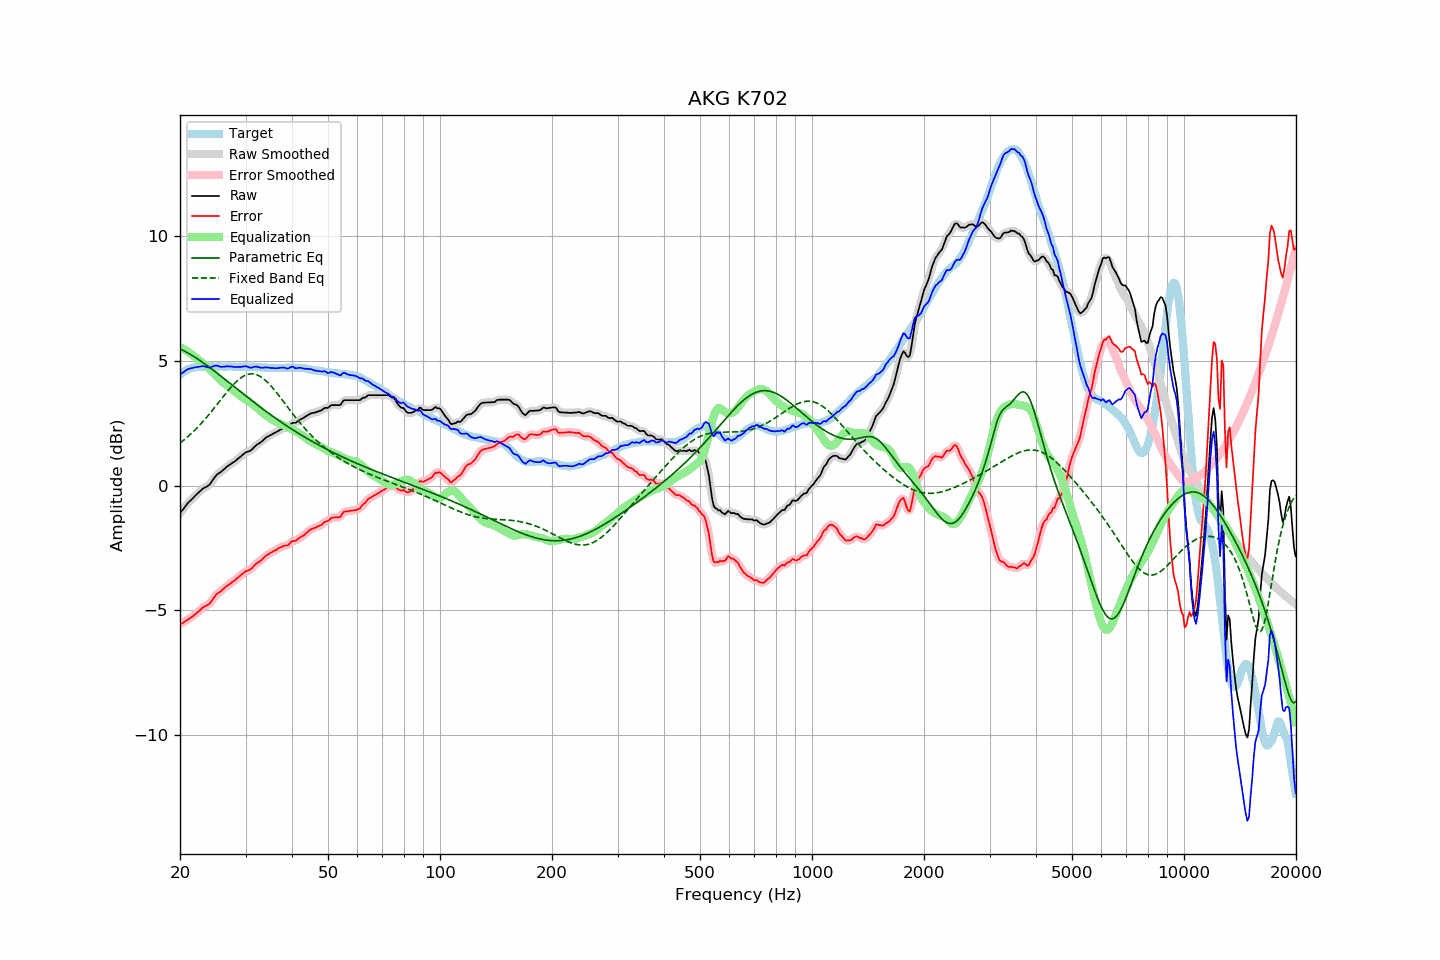 AKG K702
Target
Raw Smoothed
Error Smoothed
Raw
Error
Equalization
Parametric Eq
Fixed Band Eq
Equalized
Amplitude (dBr)
10
5
0
−5
−10
20 50 100 200 500 1000 2000 5000 10000 20000
Frequency (Hz)